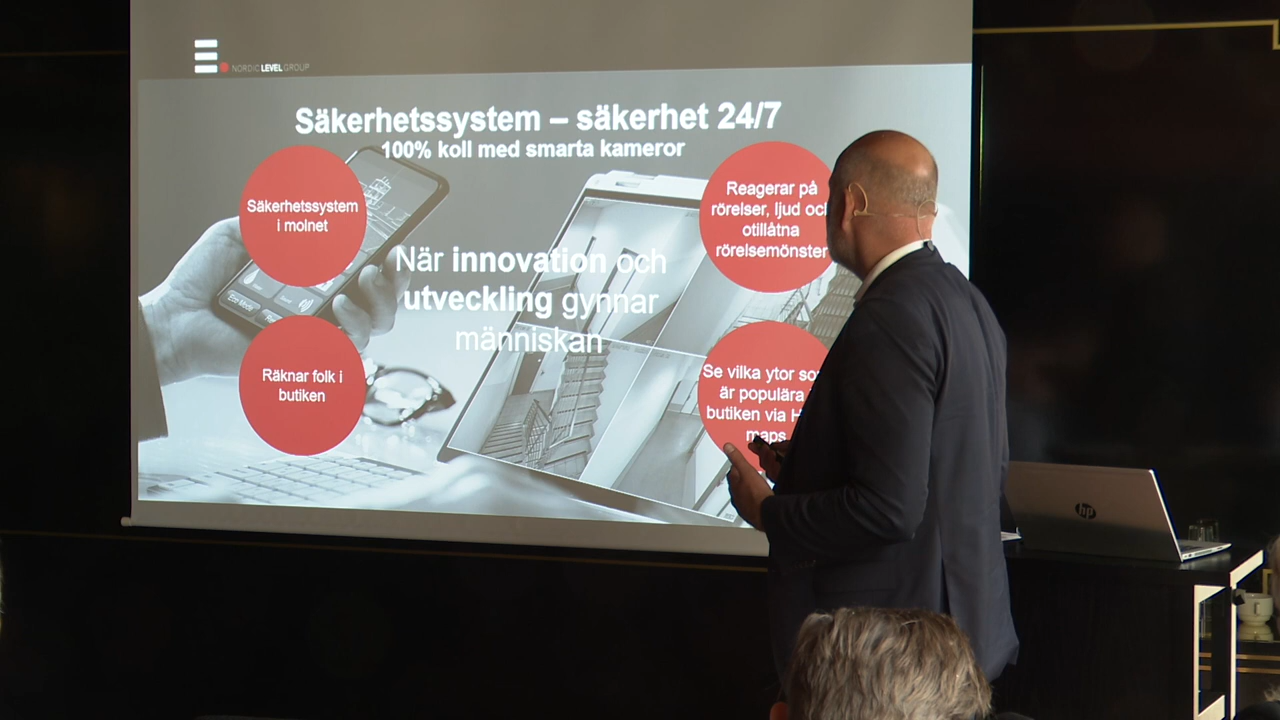 NORDIC LEVEL GROUP
Säkerhetssystem – säkerhet 24/7
100% koll med smarta kameror
Säkerhetssystem
i molnet
Reagerar på
rörelser, ljud och
otillåtna
rörelsemönster
När innovation och
utveckling gynnar
människan
Räknar folk i
butiken
Se vilka ytor
är populära
butiken via
maps
hp